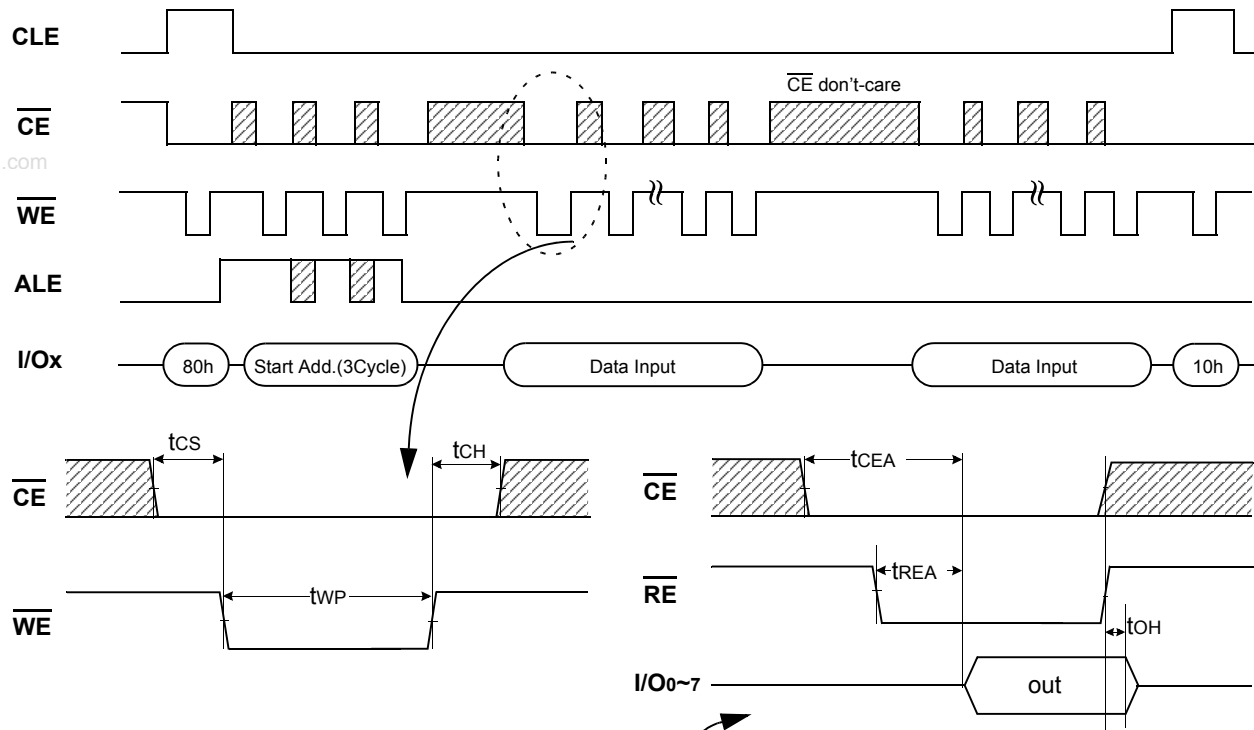 CLE
CE don't-care
CE
.com
WE
ALE
I/Ox
80h
Start Add.(3Cycle)
Data Input
Data Input
10h
tCS
tCH
CE
tWP
WE
tCEA
CE
tREA
RE
tOH
I/O0~7
out